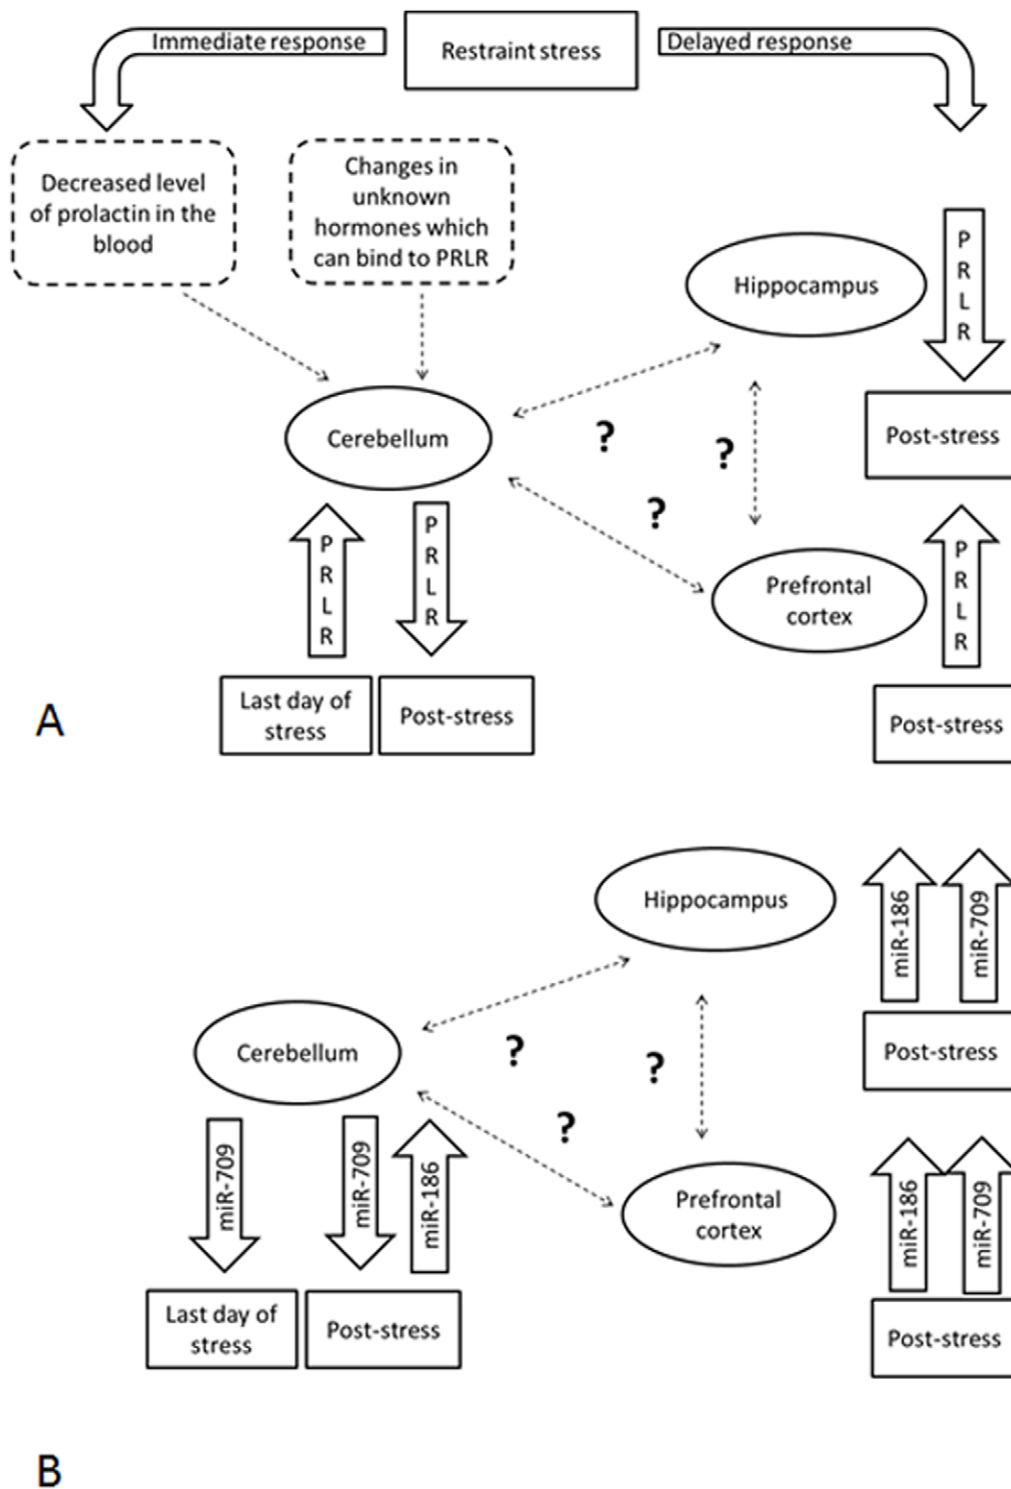 Immediate response
Restraint stress
Delayed response
Decreased level
of prolactin in the
blood
Changes in
unknown
hormones which
can bind to PRLR
Hippocampus
PRLR
Post-stress
Cerebellum
?
?
?
Prefrontal
cortex
PRLR
Post-stress
PRLR
PRLR
Last day of
stress
Post-stress
A
Hippocampus
miR-186
miR-709
Post-stress
Cerebellum
?
?
?
Prefrontal
cortex
miR-186
miR-709
Post-stress
miR-709
miR-709
miR-186
Last day of
stress
Post-stress
B